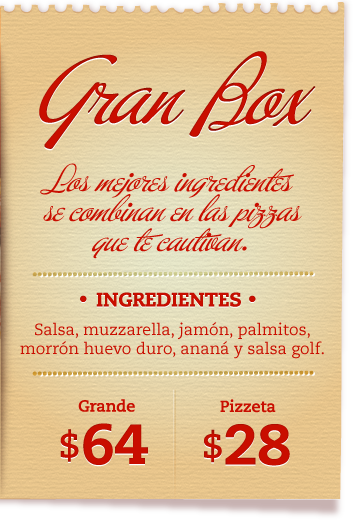 Gran Box
Los mejores ingredientes
se combinan en las pizzas
que te cautivan.
• INGREDIENTES •
Salsa, muzzarella, jamón, palmitos,
morrón huevo duro, ananá y salsa golf.
Grande Pizzeta
$64 $28